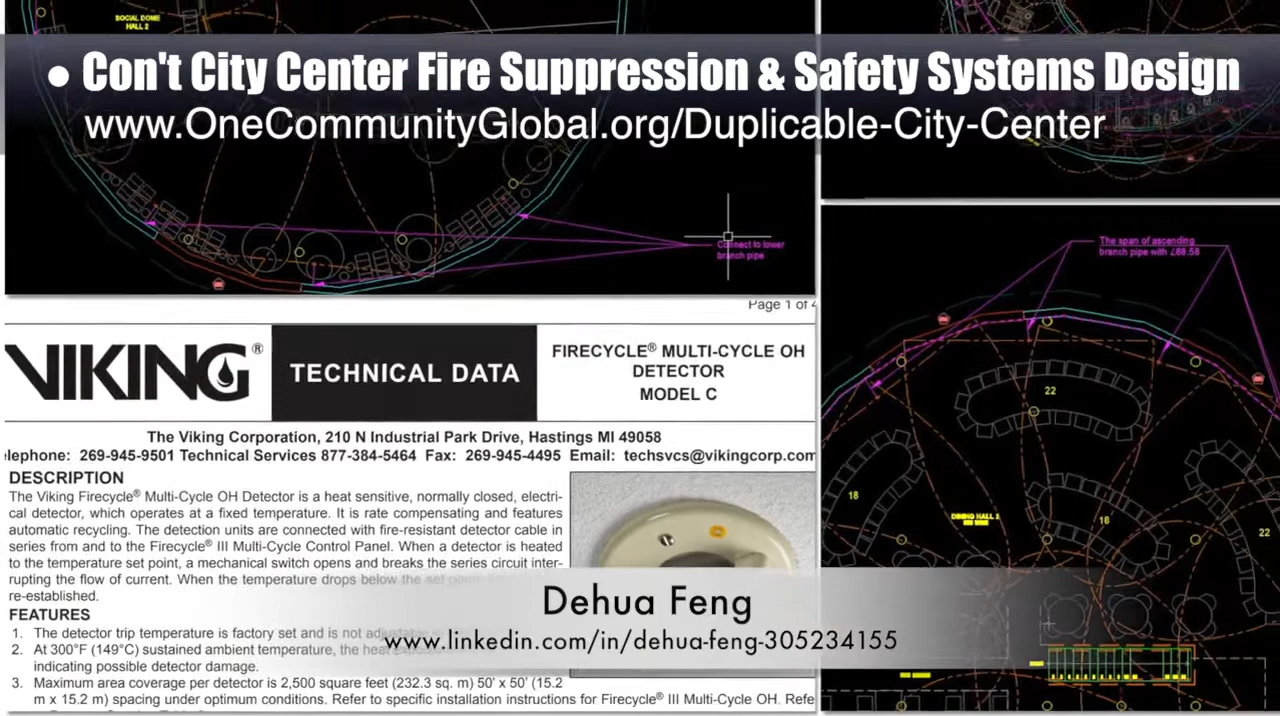 SOCIAL DOME
HALL 2
● Con't City Center Fire Suppression & Safety Systems Design
www.OneCommunityGlobal.org/Duplicable-City-Center
Connect to lower
branch pipe
The span of ascending
branch pipe with ∠68.58
22
18
18
22
DINING HALL 1
Page 1 of 4
VIKING®
TECHNICAL DATA
FIRECYCLE® MULTI-CYCLE OH
DETECTOR
MODEL C
The Viking Corporation, 210 N Industrial Park Drive, Hastings MI 49058
elephone: 269-945-9501 Technical Services 877-384-5464 Fax: 269-945-4495 Email: techsvcs@vikingcorp.com
DESCRIPTION
The Viking Firecycle® Multi-Cycle OH Detector is a heat sensitive, normally closed, electri-
cal detector, which operates at a fixed temperature. It is rate compensating and features
automatic recycling. The detection units are connected with fire-resistant detector cable in
series from and to the Firecycle® III Multi-Cycle Control Panel. When a detector is heated
to the temperature set point, a mechanical switch opens and breaks the series circuit inter-
rupting the flow of current. When the temperature drops below the set
re-established.
FEATURES
1. The detector trip temperature is factory set and is not
2. At 300°F (149°C) sustained ambient temperature, the
indicating possible detector damage.
3. Maximum area coverage per detector is 2,500 square feet (232.3 sq. m) 50' x 50' (15.2
m x 15.2 m) spacing under optimum conditions. Refer to specific installation instructions for Firecycle® III Multi-Cycle OH. Refe
Dehua Feng
www.linkedin.com/in/dehua-feng-305234155